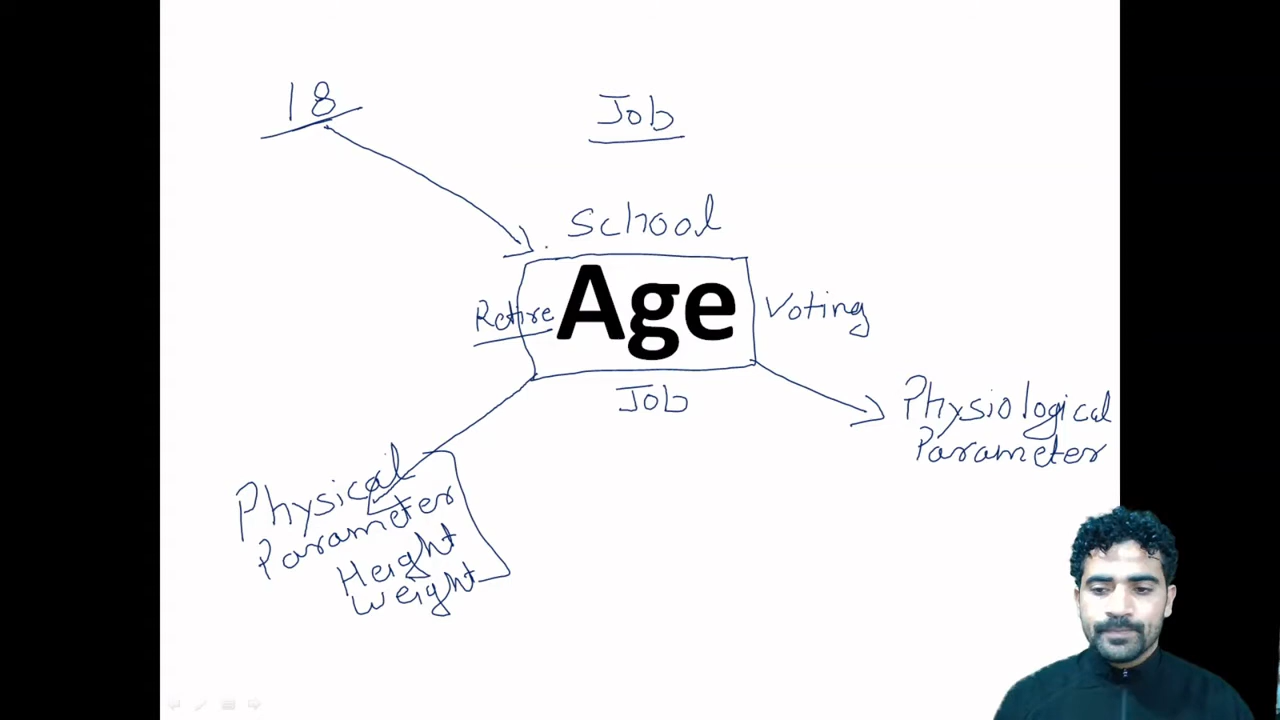 18
Job
School
Retire Age Voting
Job
Physiological
Parameter
Physical
Parameter
Height
Weight